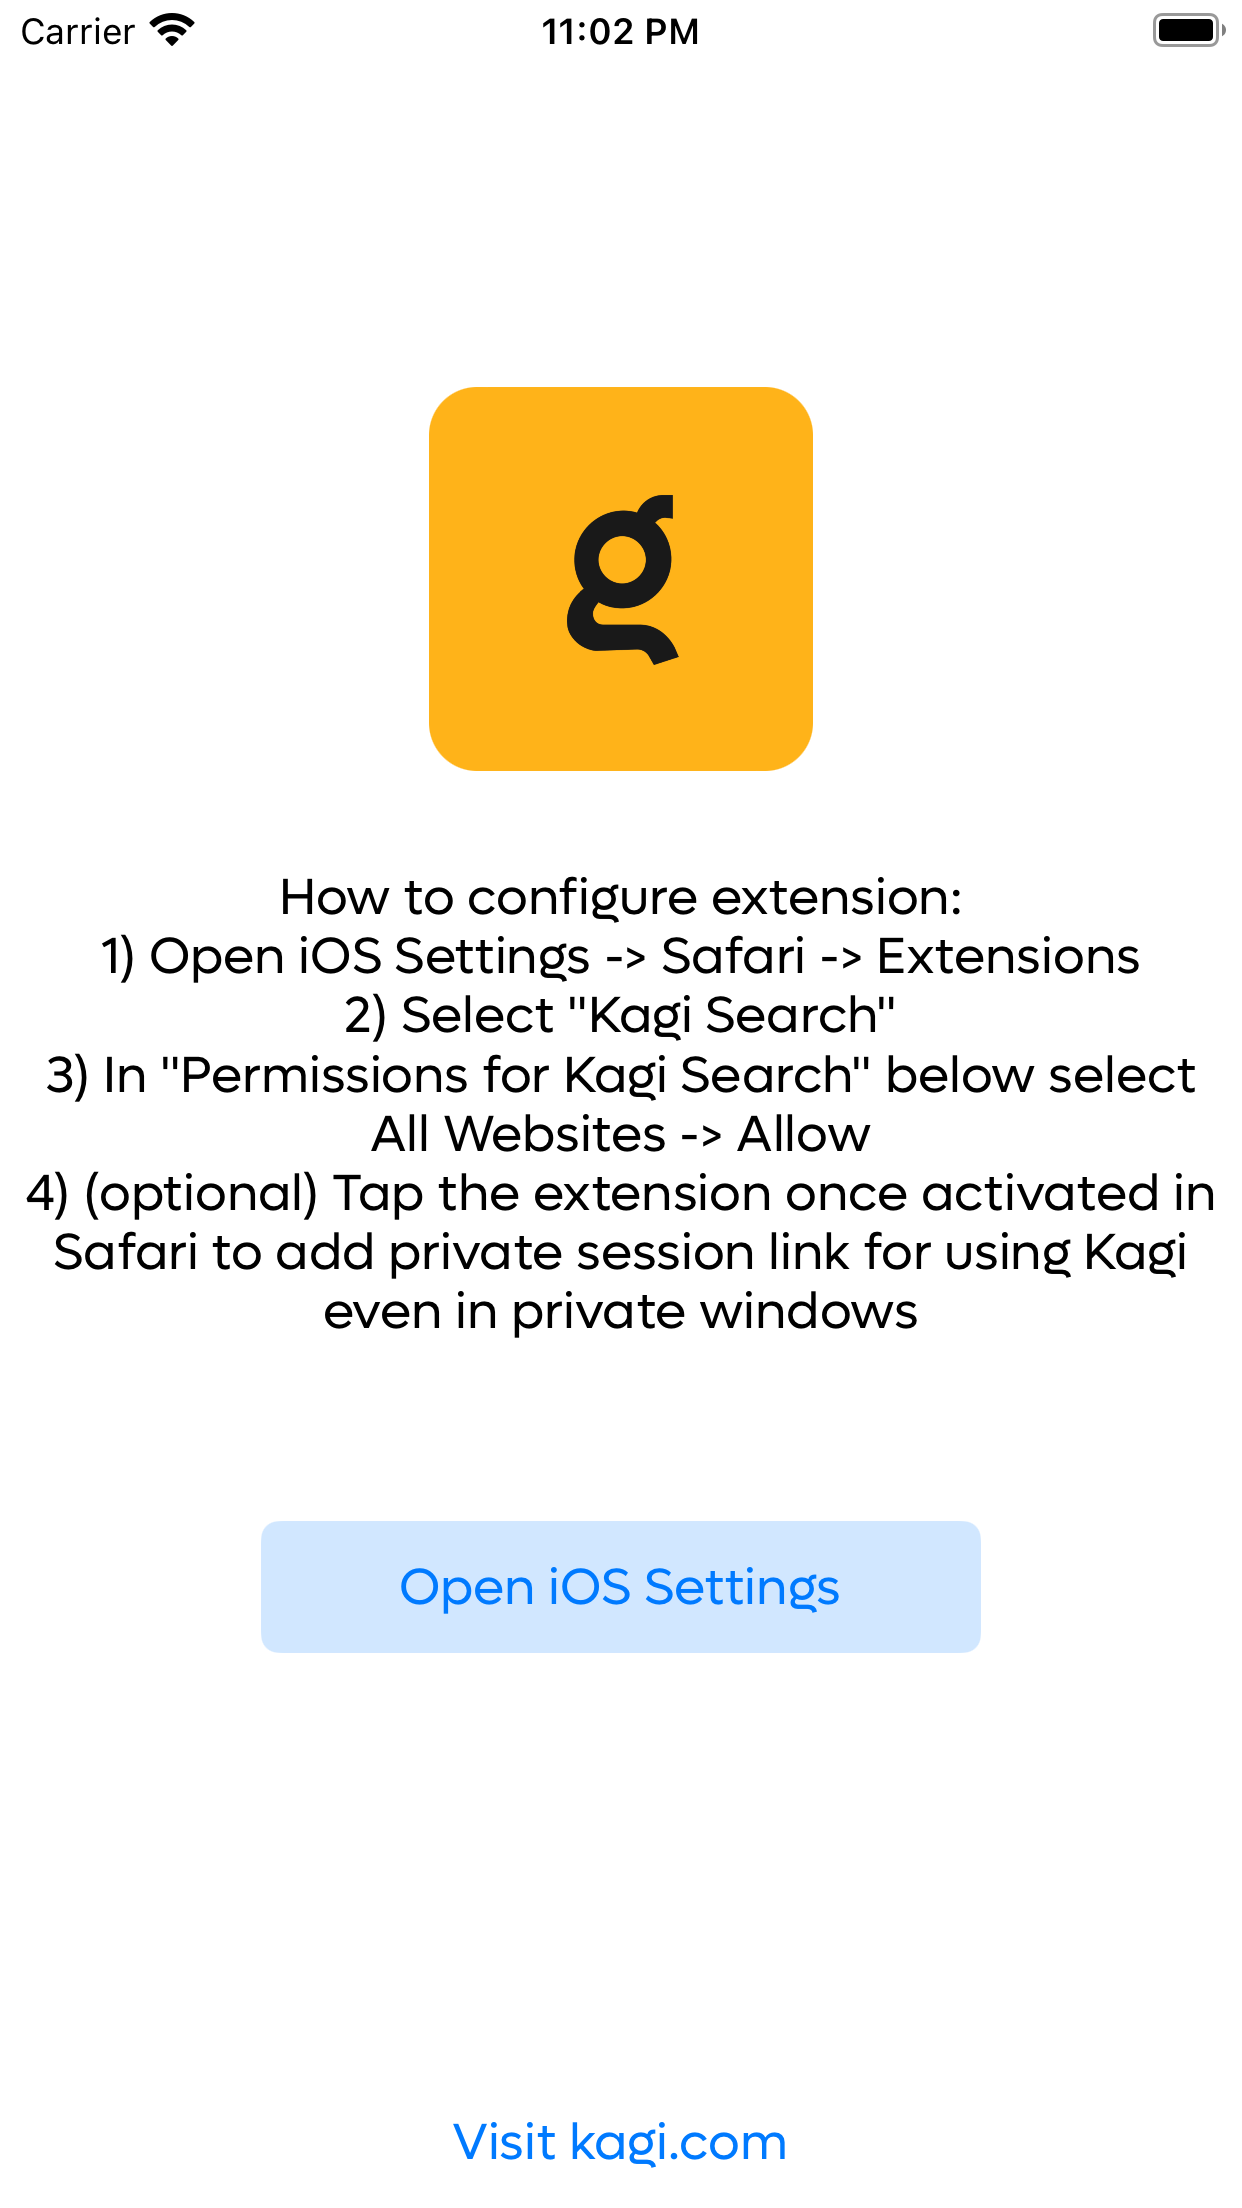 Carrier 11:02 PM
g
How to configure extension:
1) Open iOS Settings -> Safari -> Extensions
2) Select "Kagi Search"
3) In "Permissions for Kagi Search" below select
All Websites -> Allow
4) (optional) Tap the extension once activated in
Safari to add private session link for using Kagi
even in private windows
Open iOS Settings
Visit kagi.com